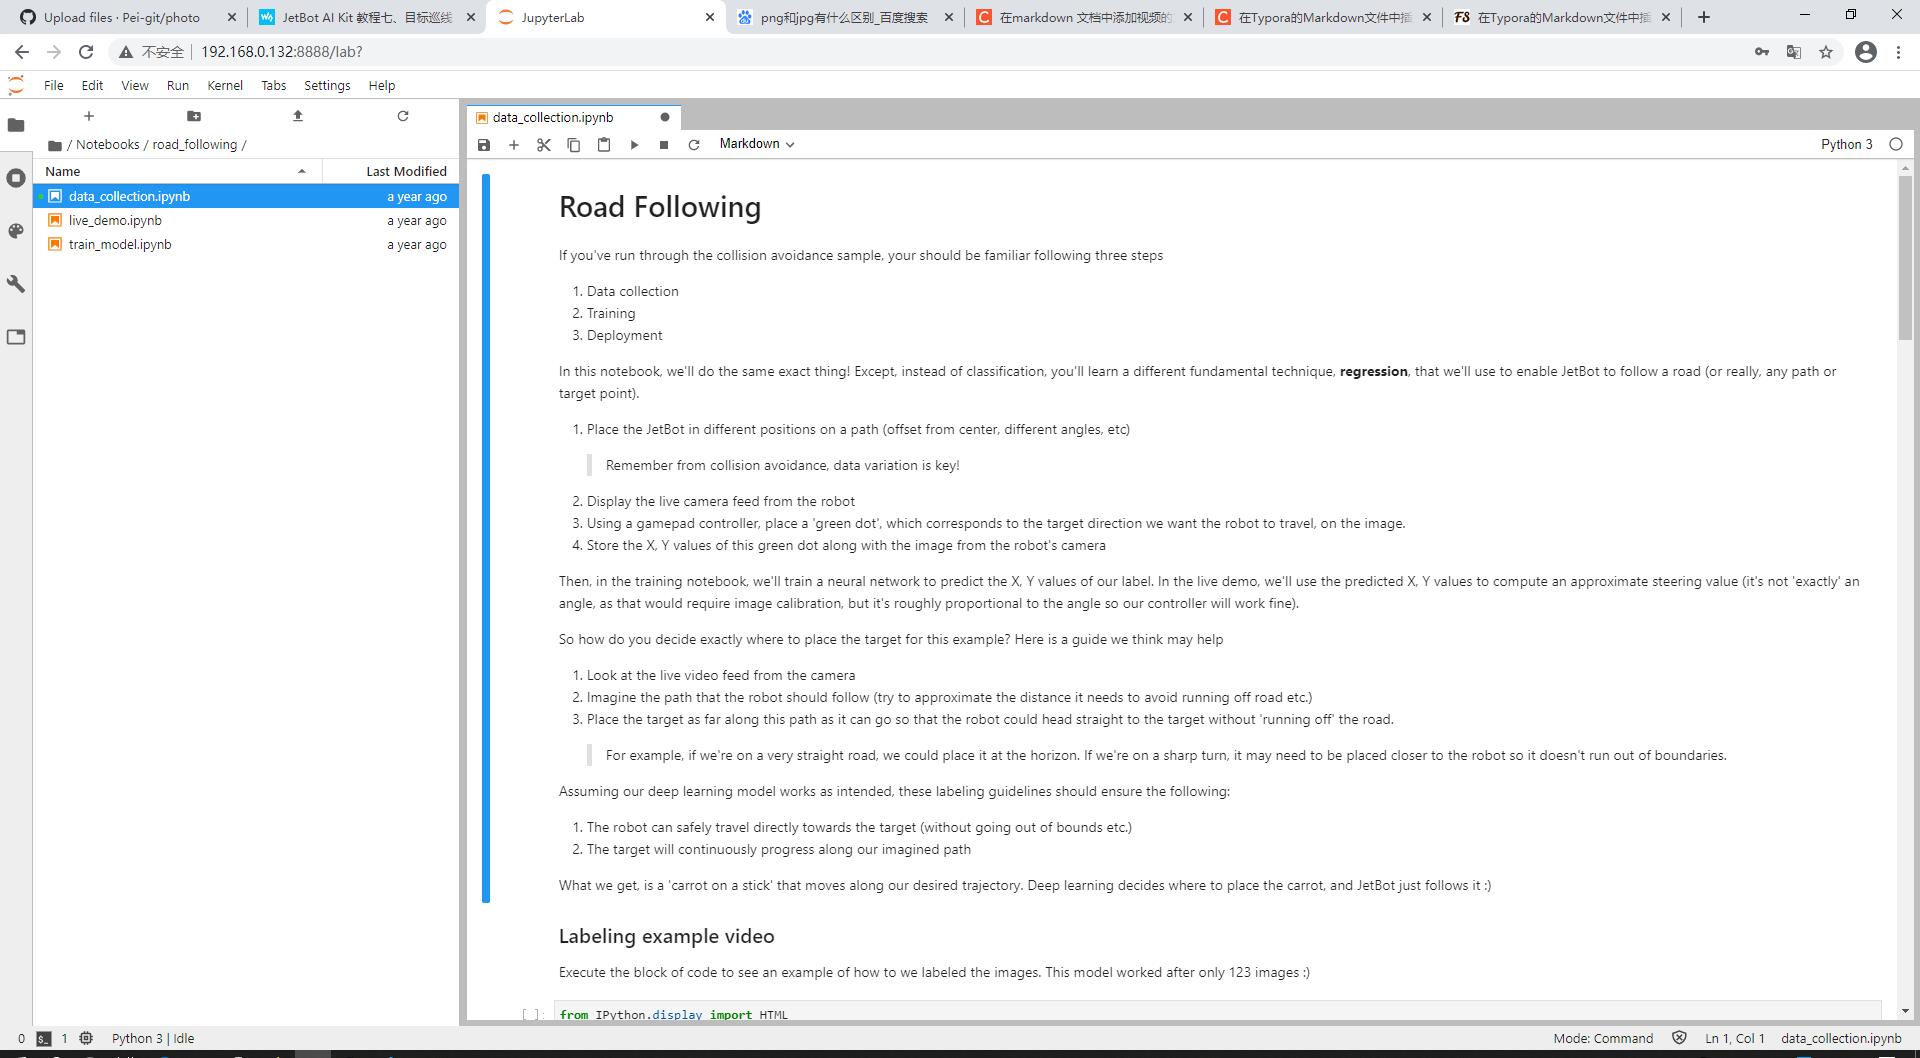 Upload files · Pei-git/photo
JetBot AI Kit 教程七、目标巡线
JupyterLab
png和jpg有什么区别_百度搜索
在markdown 文档中添加视频的
在Typora的Markdown文件中插
在Typora的Markdown文件中插
不安全 192.168.0.132:8888/lab?
File Edit View Run Kernel Tabs Settings Help
/ Notebooks / road_following /
Name Last Modified
data_collection.ipynb a year ago
live_demo.ipynb a year ago
train_model.ipynb a year ago
data_collection.ipynb
Markdown
Python 3
Road Following
If you've run through the collision avoidance sample, your should be familiar following three steps
1. Data collection
2. Training
3. Deployment
In this notebook, we'll do the same exact thing! Except, instead of classification, you'll learn a different fundamental technique, regression, that we'll use to enable JetBot to follow a road (or really, any path or
target point).
1. Place the JetBot in different positions on a path (offset from center, different angles, etc)
Remember from collision avoidance, data variation is key!
2. Display the live camera feed from the robot
3. Using a gamepad controller, place a 'green dot', which corresponds to the target direction we want the robot to travel, on the image.
4. Store the X, Y values of this green dot along with the image from the robot's camera
Then, in the training notebook, we'll train a neural network to predict the X, Y values of our label. In the live demo, we'll use the predicted X, Y values to compute an approximate steering value (it's not 'exactly' an
angle, as that would require image calibration, but it's roughly proportional to the angle so our controller will work fine).
So how do you decide exactly where to place the target for this example? Here is a guide we think may help
1. Look at the live video feed from the camera
2. Imagine the path that the robot should follow (try to approximate the distance it needs to avoid running off road etc.)
3. Place the target as far along this path as it can go so that the robot could head straight to the target without 'running off' the road.
For example, if we're on a very straight road, we could place it at the horizon. If we're on a sharp turn, it may need to be placed closer to the robot so it doesn't run out of boundaries.
Assuming our deep learning model works as intended, these labeling guidelines should ensure the following:
1. The robot can safely travel directly towards the target (without going out of bounds etc.)
2. The target will continuously progress along our imagined path
What we get, is a 'carrot on a stick' that moves along our desired trajectory. Deep learning decides where to place the carrot, and JetBot just follows it :)
Labeling example video
Execute the block of code to see an example of how to we labeled the images. This model worked after only 123 images :)
[ ]: from IPython.display import HTML
0 1 Python 3 | Idle
Mode: Command Ln 1, Col 1 data_collection.ipynb